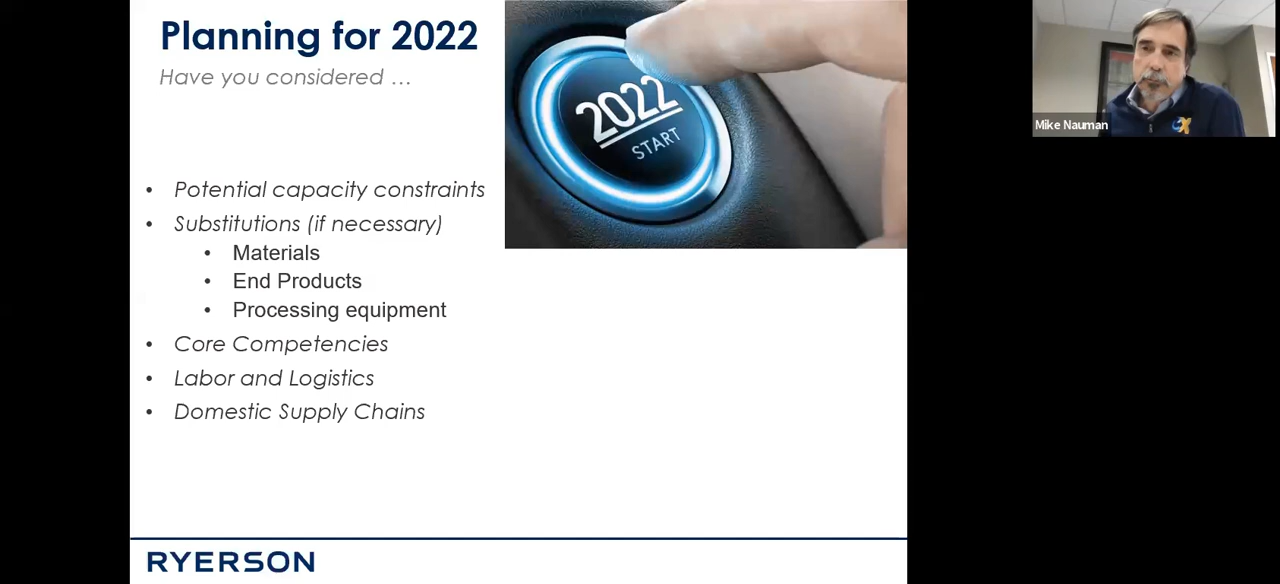 Planning for 2022
Have you considered …
2022
START
• Potential capacity constraints
• Substitutions (if necessary)
• Materials
• End Products
• Processing equipment
• Core Competencies
• Labor and Logistics
• Domestic Supply Chains
RYERSON
Mike Nauman